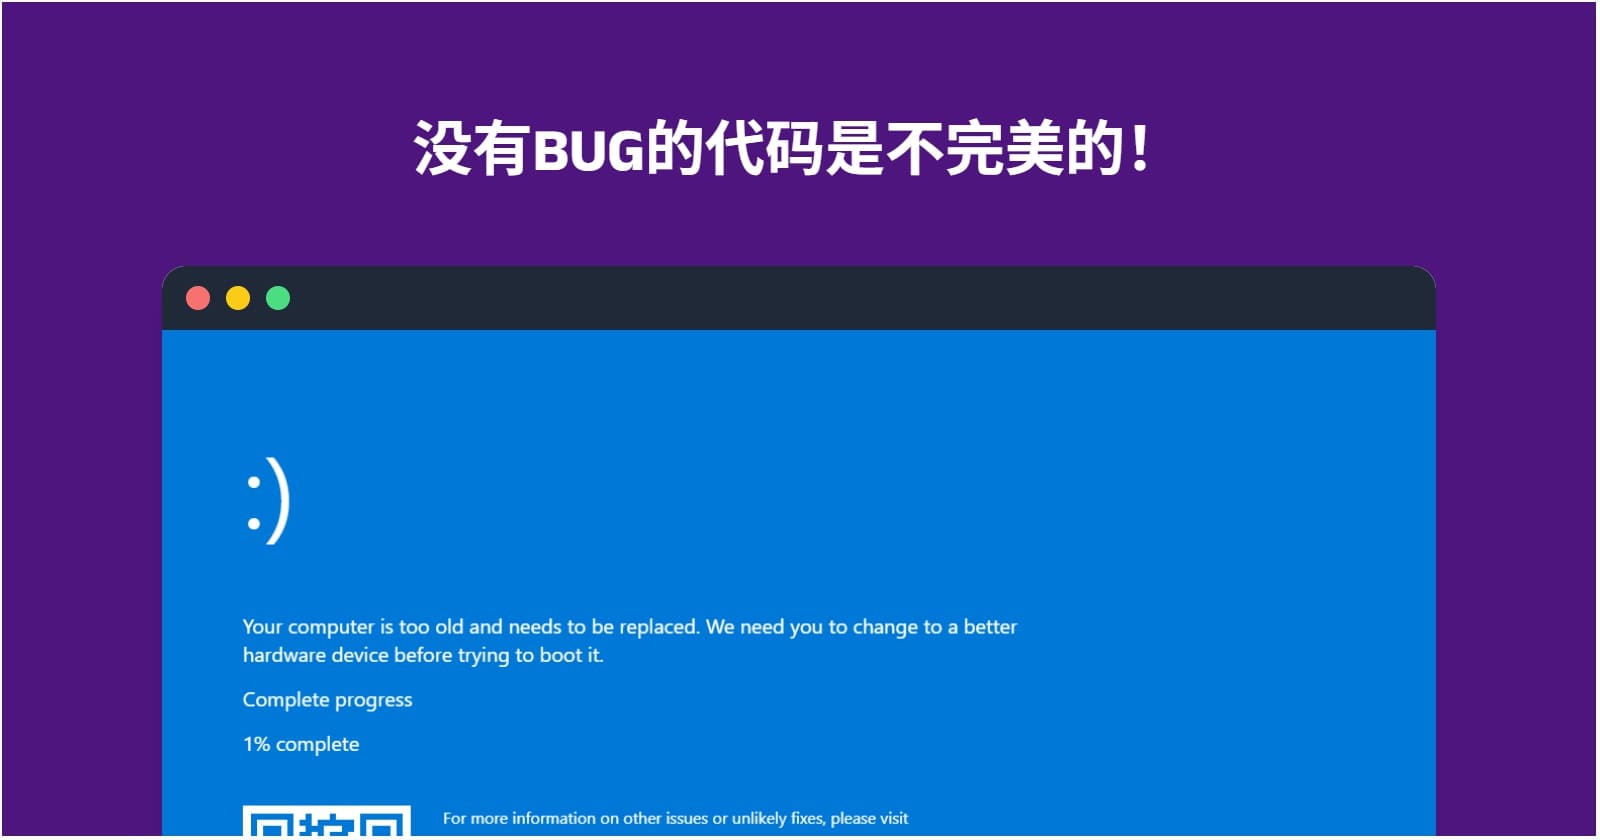 没有BUG的代码是不完美的！
:)
Your computer is too old and needs to be replaced. We need you to change to a better
hardware device before trying to boot it.
Complete progress
1% complete
For more information on other issues or unlikely fixes, please visit